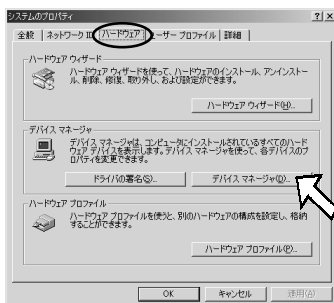 システムのプロパティ
全般 ネットワーク ID ハードウェア ユーザー プロファイル 詳細
ハードウェア ウィザード
ハードウェア ウィザードを使って、ハードウェアのインストール、アンインストー
ル、削除、修復、取り外し、および設定ができます。
ハードウェア ウィザード(H)...
デバイス マネージャ
デバイス マネージャは、コンピュータにインストールされているすべてのハード
ウェア デバイスを表示します。デバイス マネージャを使って、各デバイスのプ
ロパティを変更できます。
ドライバの署名(S)...
デバイス マネージャ(D)...
ハードウェア プロファイル
ハードウェア プロファイルを使うと、別のハードウェアの構成を設定し、格納
することができます。
ハードウェア プロファイル(P)...
OK キャンセル 適用(A)